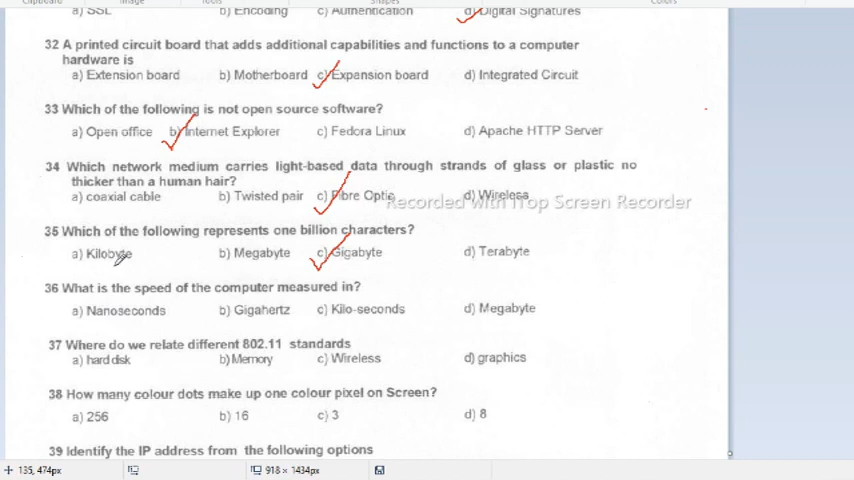 Clipboard Image Tools Shapes Colors
a) SSL b) Encoding c) Authentication d) Digital Signatures
32 A printed circuit board that adds additional capabilities and functions to a computer
hardware is
a) Extension board b) Motherboard c) Expansion board d) Integrated Circuit
33 Which of the following is not open source software?
a) Open office b) Internet Explorer c) Fedora Linux d) Apache HTTP Server
34 Which network medium carries light-based data through strands of glass or plastic no
thicker than a human hair?
a) coaxial cable b) Twisted pair c) Fibre Optic d) Wireless
Recorded with iTop Screen Recorder
35 Which of the following represents one billion characters?
a) Kilobyte b) Megabyte c) Gigabyte d) Terabyte
36 What is the speed of the computer measured in?
a) Nanoseconds b) Gigahertz c) Kilo-seconds d) Megabyte
37 Where do we relate different 802.11 standards
a) hard disk b) Memory c) Wireless d) graphics
38 How many colour dots make up one colour pixel on Screen?
a) 256 b) 16 c) 3 d) 8
39 Identify the IP address from the following options
135, 474px 918 × 1434px